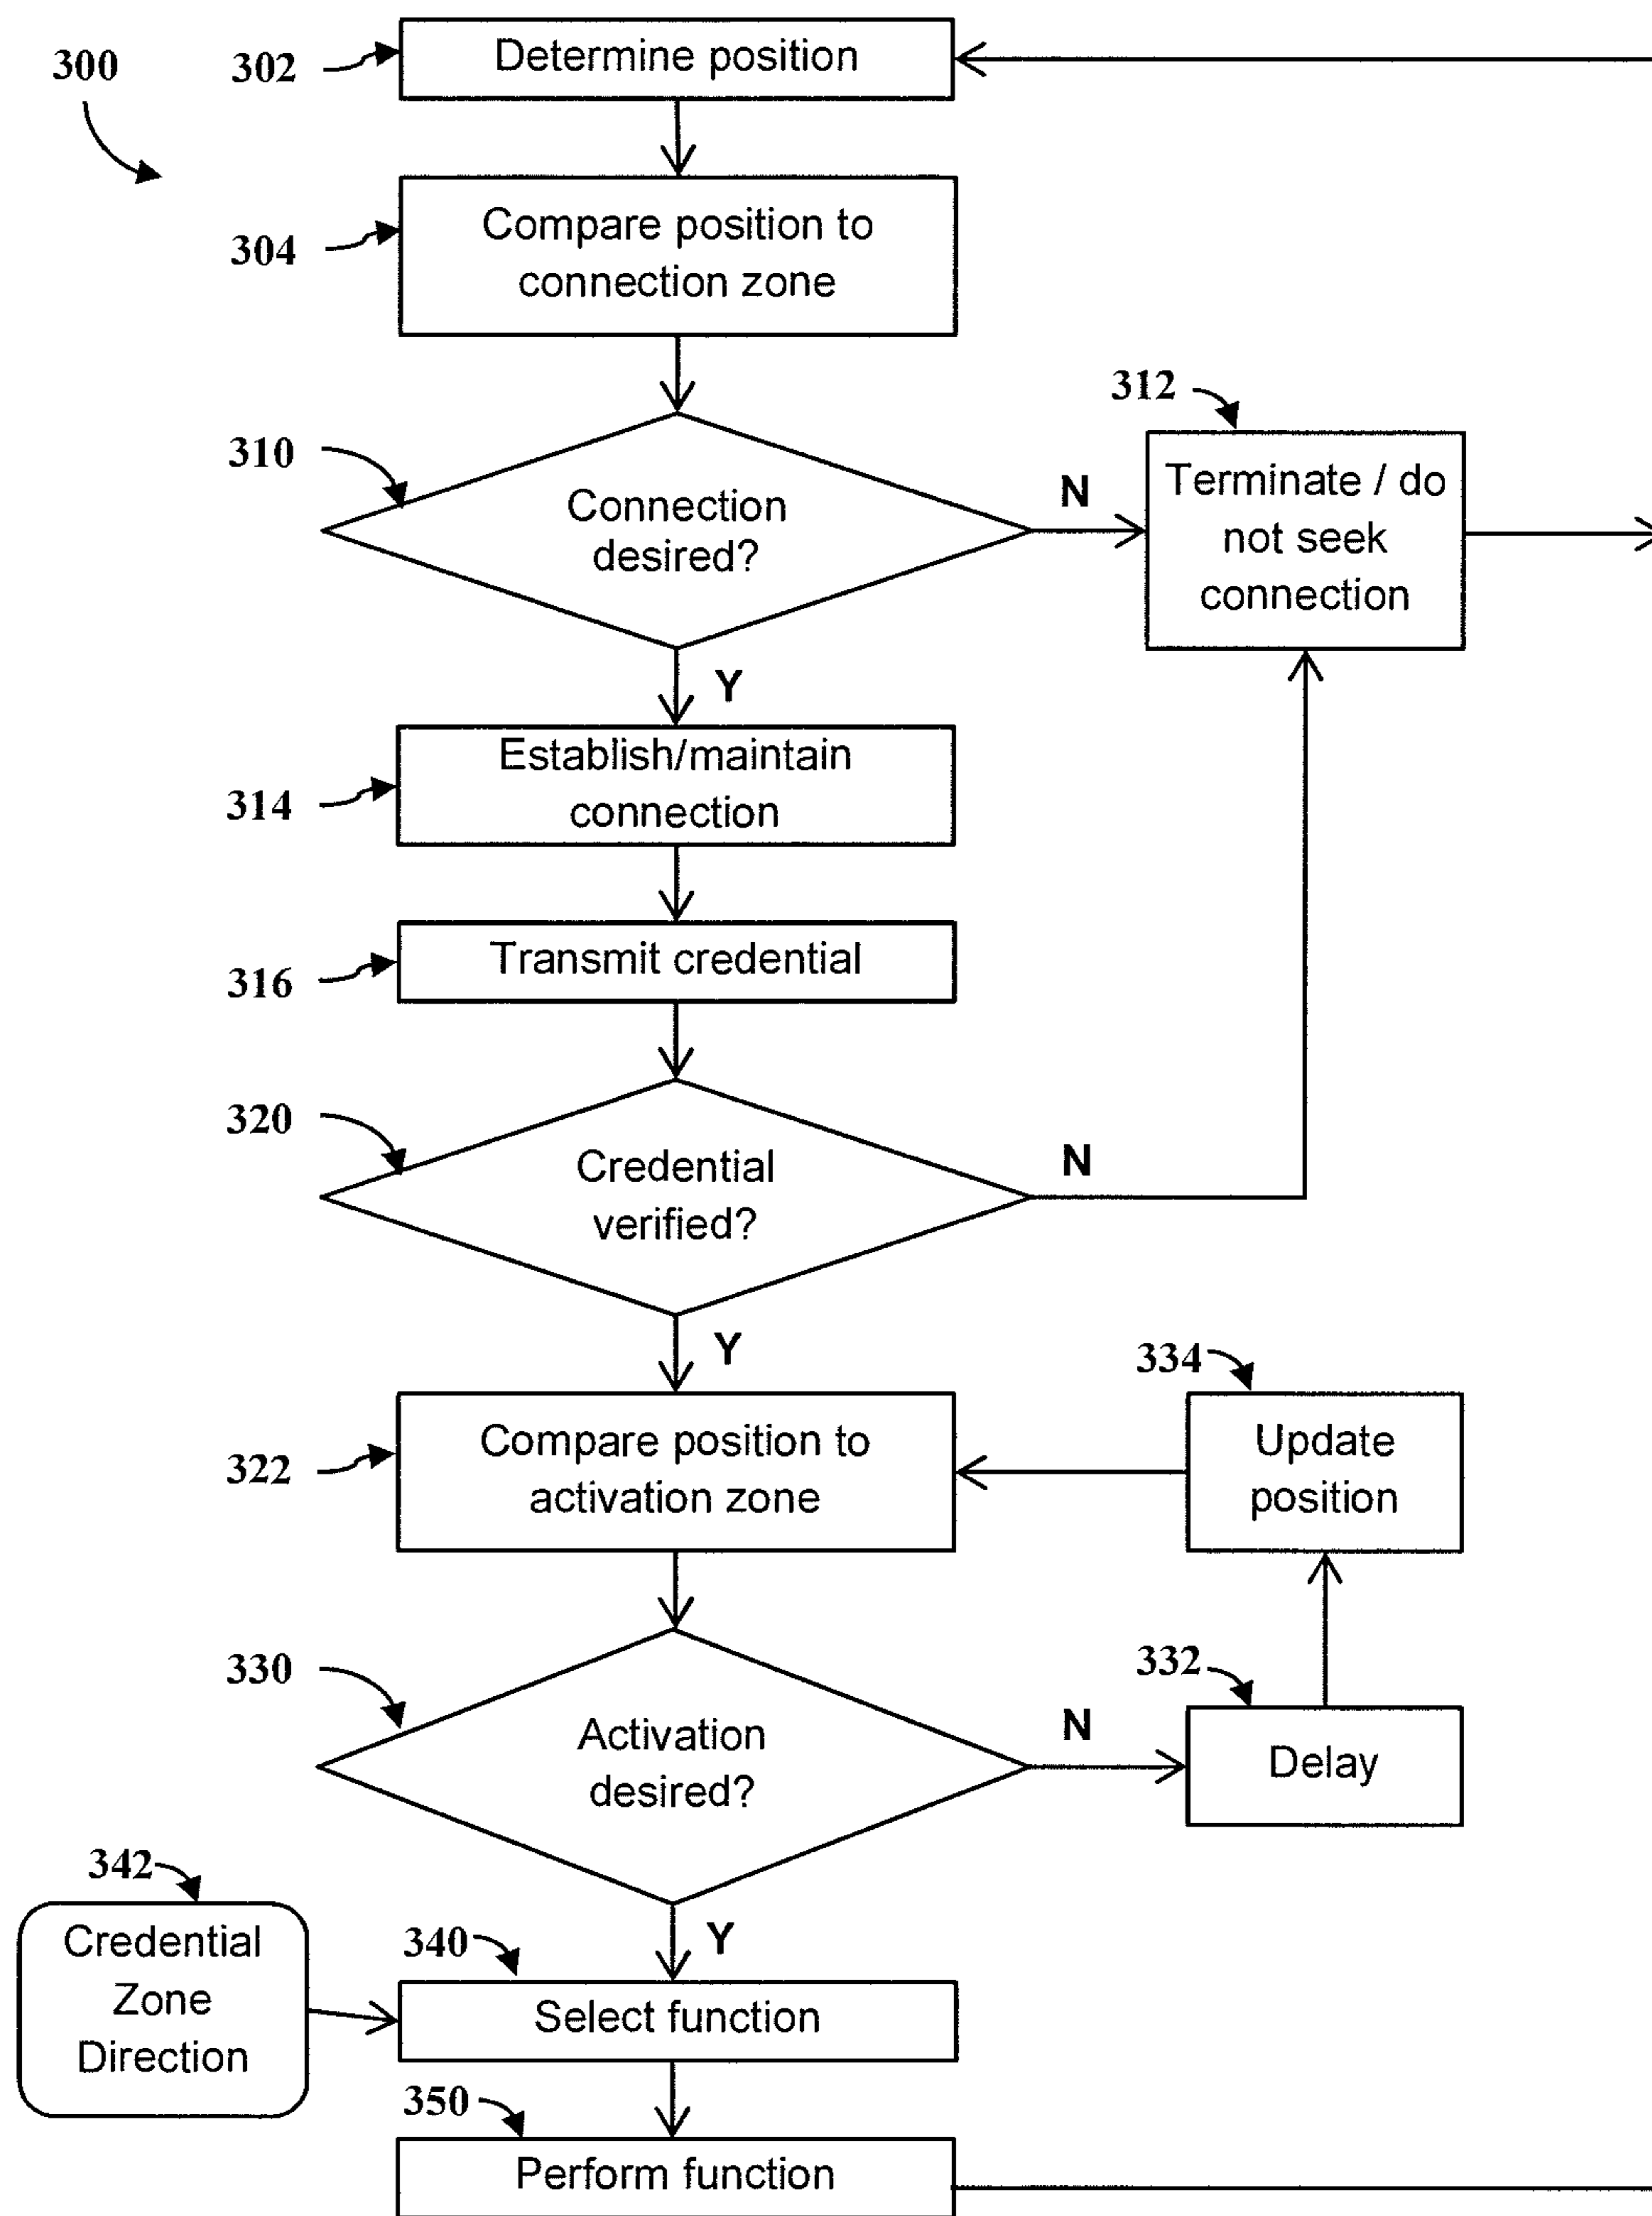 300
302
Determine position
304
Compare position to
connection zone
310
Connection
desired?
N
312
Terminate / do
not seek
connection
Y
314
Establish/maintain
connection
316
Transmit credential
320
Credential
verified?
N
Y
322
Compare position to
activation zone
334
Update
position
330
Activation
desired?
N
332
Delay
Y
342
Credential
Zone
Direction
340
Select function
350
Perform function